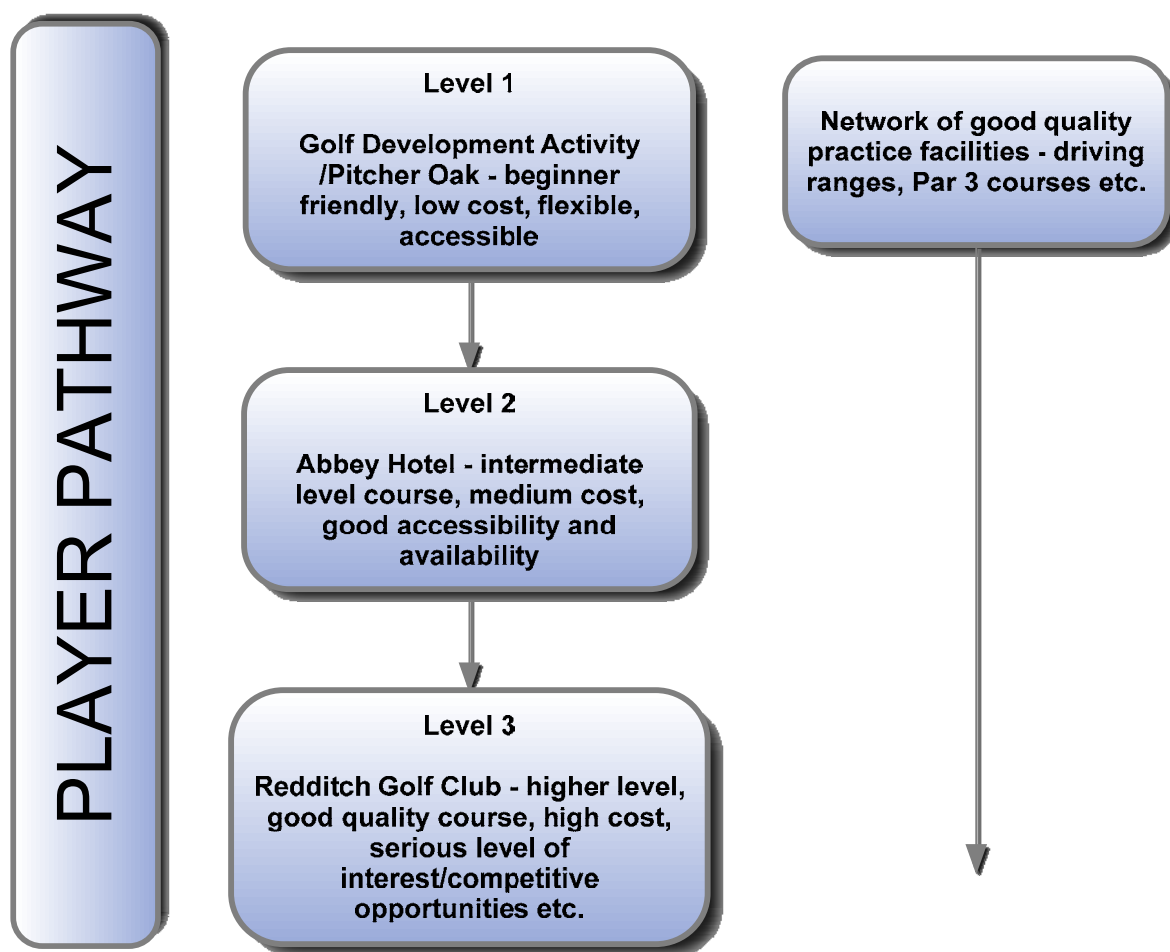 PLAYER PATHWAY
Level 1
Golf Development Activity
/Pitcher Oak - beginner
friendly, low cost, flexible,
accessible
Network of good quality
practice facilities - driving
ranges, Par 3 courses etc.
Level 2
Abbey Hotel - intermediate
level course, medium cost,
good accessibility and
availability
Level 3
Redditch Golf Club - higher level,
good quality course, high cost,
serious level of
interest/competitive
opportunities etc.